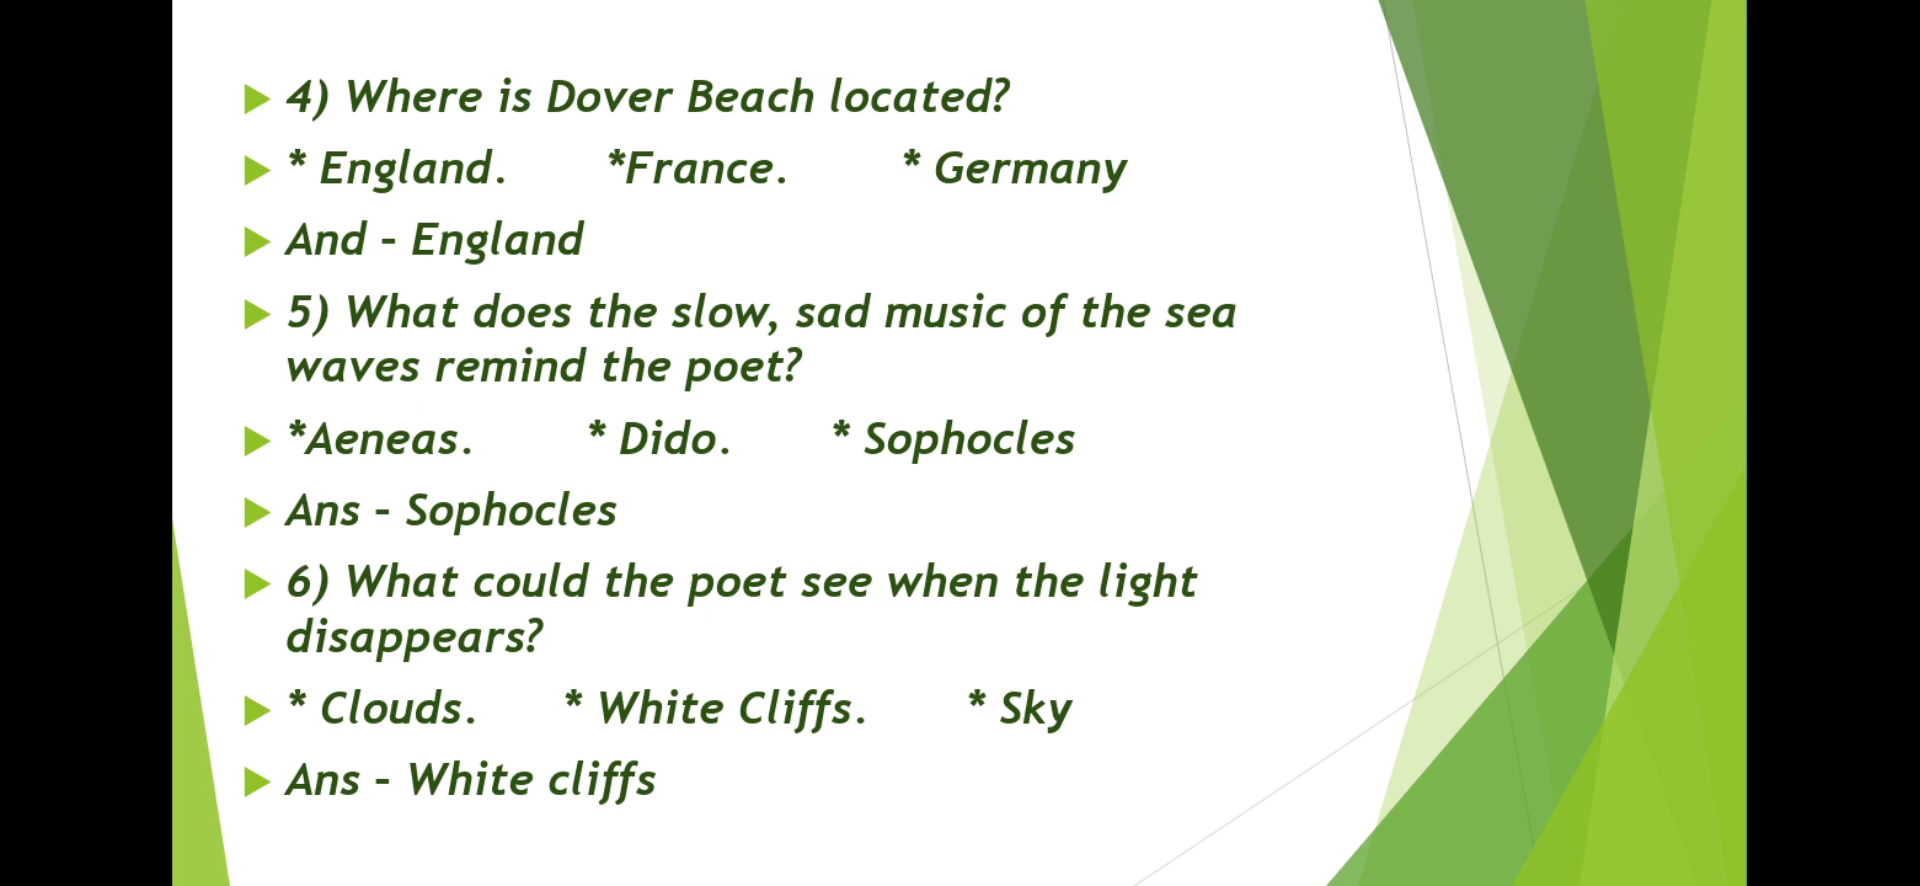 4) Where is Dover Beach located?
* England. *France. * Germany
And – England
5) What does the slow, sad music of the sea
waves remind the poet?
*Aeneas. * Dido. * Sophocles
Ans – Sophocles
6) What could the poet see when the light
disappears?
* Clouds. * White Cliffs. * Sky
Ans – White cliffs